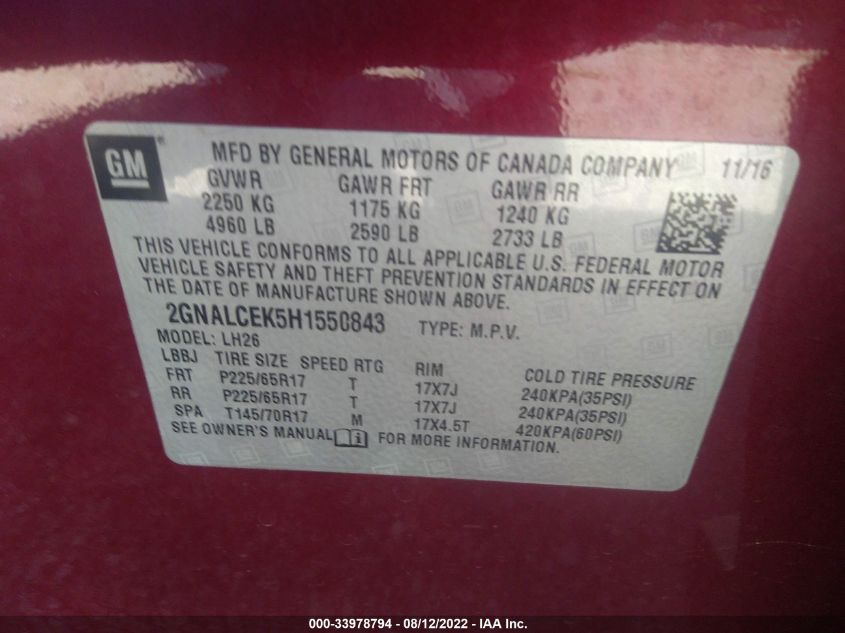 GM
MFD BY GENERAL MOTORS OF CANADA COMPANY 11/16
GVWR GAWR FRT GAWR RR
2250 KG 1175 KG 1240 KG
4960 LB 2590 LB 2733 LB
THIS VEHICLE CONFORMS TO ALL APPLICABLE U.S. FEDERAL MOTOR
VEHICLE SAFETY AND THEFT PREVENTION STANDARDS IN EFFECT ON
THE DATE OF MANUFACTURE SHOWN ABOVE.
2GNALCEK5H1550843 TYPE: M.P.V.
MODEL: LH26
LBBJ TIRE SIZE SPEED RTG RIM COLD TIRE PRESSURE
FRT P225/65R17 T 17X7J 240KPA(35PSI)
RR P225/65R17 T 17X7J 240KPA(35PSI)
SPA T145/70R17 M 17X4.5T 420KPA(60PSI)
SEE OWNER'S MANUAL FOR MORE INFORMATION.
000-33978794 - 08/12/2022 - IAA Inc.